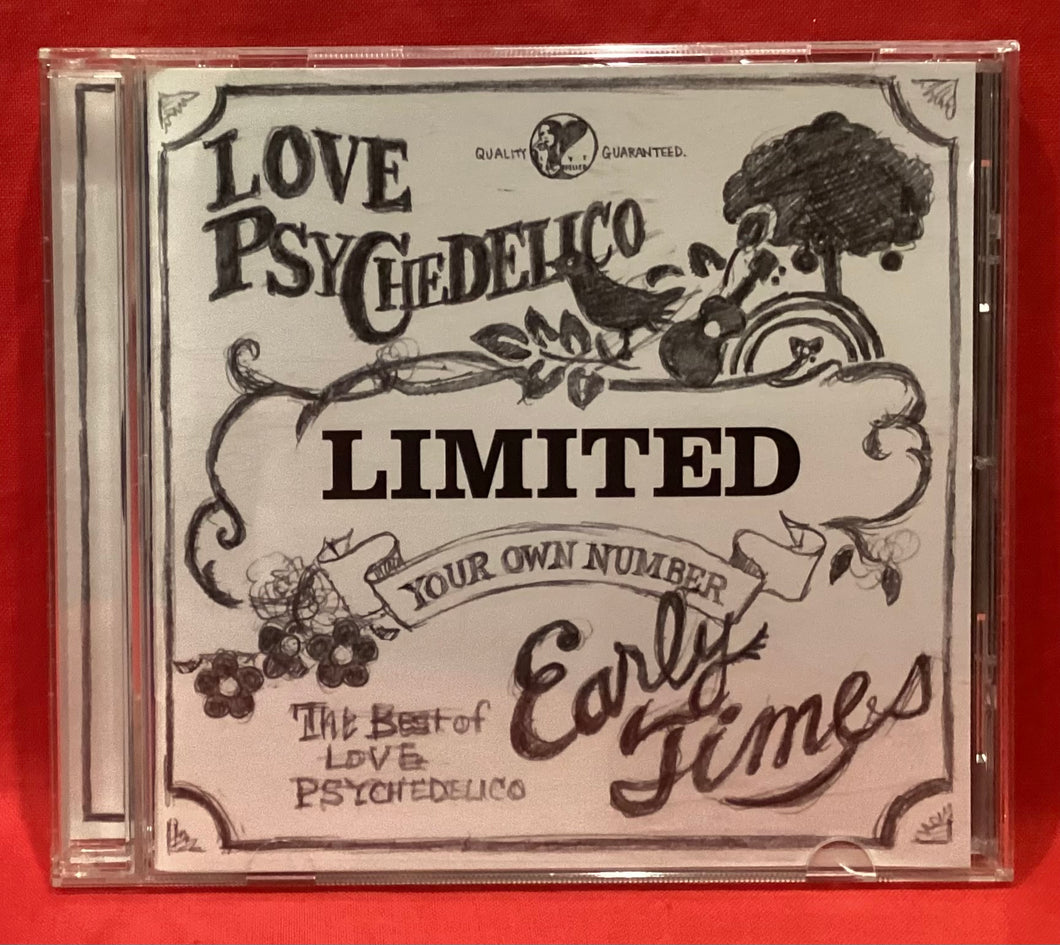 LOVE
PSYCHEDELICO
QUALITY GUARANTEED.
LIMITED
YOUR OWN NUMBER
Early
Times
The Best of
LOVE
PSYCHEDELICO